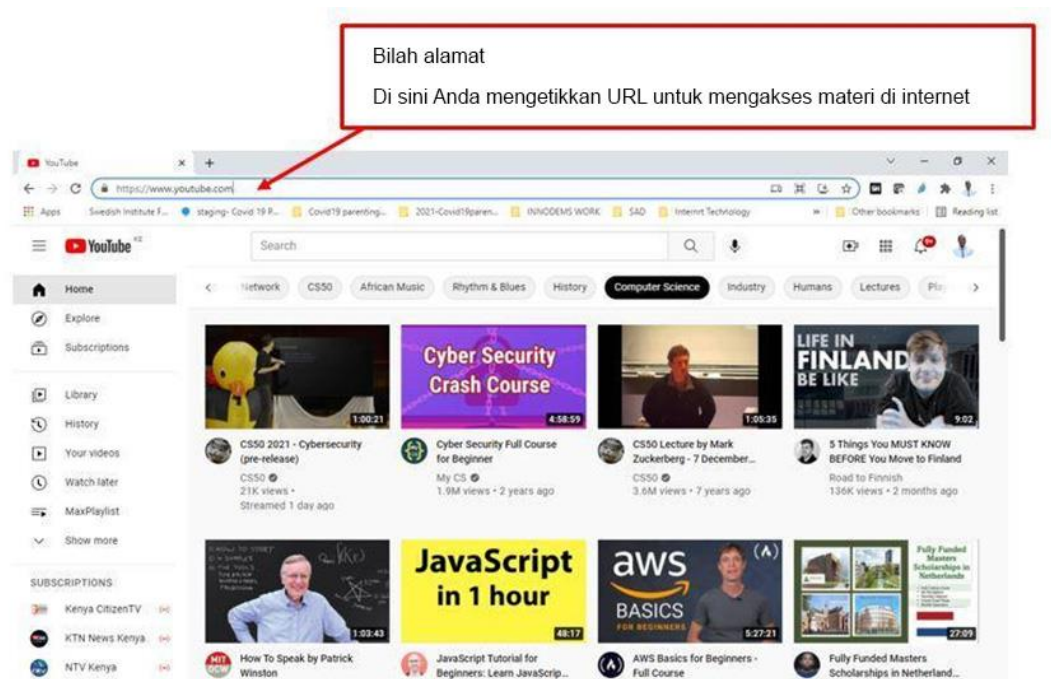 Bilah alamat
Di sini Anda mengetikkan URL untuk mengakses materi di internet
YouTube
https://www.youtube.com
Apps Swedish Institute F... staging- Covid 19 P... Covid19 parenting... 2021-Covid19paren... INNODEMS WORK SAD Internrt Technology Other bookmarks Reading list
YouTube KE
Search
9+
Home
Network CS50 African Music Rhythm & Blues History Computer Science Industry Humans Lectures
Explore
Subscriptions
Library
History
Your videos
Watch later
MaxPlaylist
Show more
SUBSCRIPTIONS
Kenya CitizenTV
KTN News Kenya
NTV Kenya
1:00:21
CS50 2021 - Cybersecurity
(pre-release)
CS50
21K views •
Streamed 1 day ago
Cyber Security
Crash Course
4:58:59
Cyber Security Full Course
for Beginner
My CS
1.9M views • 2 years ago
1:05:35
CS50 Lecture by Mark
Zuckerberg - 7 December...
CS50
3.6M views • 7 years ago
LIFE IN
FINLAND
BE LIKE
9:02
5 Things You MUST KNOW
BEFORE You Move to Finland
Road to Finnish
136K views • 2 months ago
1:03:43
MIT
How To Speak by Patrick
Winston
JavaScript
in 1 hour
48:17
JavaScript Tutorial for
Beginners: Learn JavaScrip...
aws
BASICS
FOR BEGINNERS
5:27:21
AWS Basics for Beginners -
Full Course
Fully Funded
Masters
Scholarships in
Netherlands
27:09
Fully Funded Masters
Scholarships in Netherland...